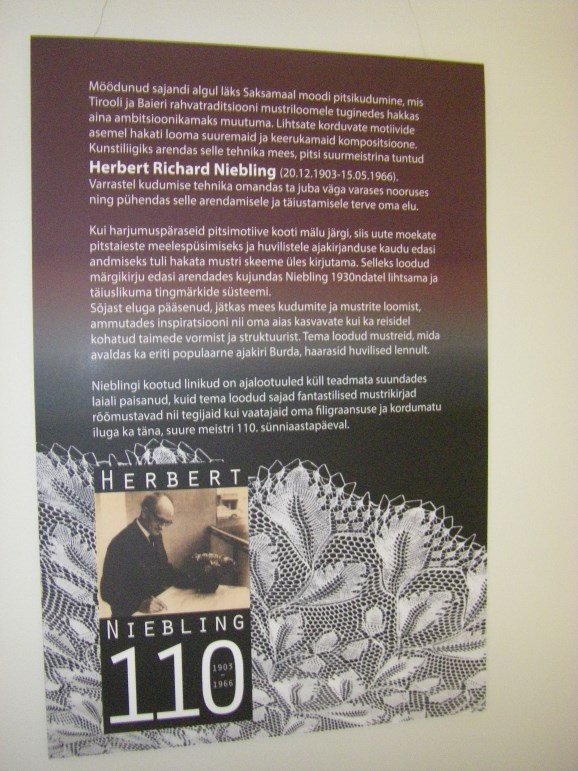 Möödunud sajandi algul läks Saksamaal moodi pitsikudumine, mis
Tirooli ja Baieri rahvatraditsiooni mustriloomele tuginedes hakkas
aina ambitsioonikamaks muutuma. Lihtsate korduvate motiivide
asemel hakati looma suuremaid ja keerukamaid kompositsioone.
Kunstiliigiks arendas selle tehnika mees, pitsi suurmeistrina tuntud
Herbert Richard Niebling (20.12.1903-15.05.1966).
Varrastel kudumise tehnika omandas ta juba väga varases nooruses
ning pühendas selle arendamisele ja täiustamisele terve oma elu.
Kui harjumuspäraseid pitsimotiive kooti mälu järgi, siis uute moekate
pitstaieste meelespüsimiseks ja huvilistele ajakirjanduse kaudu edasi
andmiseks tuli hakata mustri skeeme üles kirjutama. Selleks loodud
märgikirju edasi arendades kujundas Niebling 1930ndatel lihtsama ja
täiuslikuma tingmärkide süsteemi.
Sõjast eluga pääsenud, jätkas mees kudumite ja mustrite loomist,
ammutades inspiratsiooni nii oma aias kasvavate kui ka reisidel
kohatud taimede vormist ja struktuurist. Tema loodud mustreid, mida
avaldas ka eriti populaarne ajakiri Burda, haarasid huvilised lennult.
Nieblingi kootud linikud on ajalootuuled küll teadmata suundades
laiali paisanud, kuid tema loodud sajad fantastilised mustrikirjad
rõõmustavad nii tegijaid kui vaatajaid oma filigraansuse ja kordumatu
iluga ka täna, suure meistri 110. sünniaastapäeval.
HERBERT
NIEBLING
110
1903
–
1966